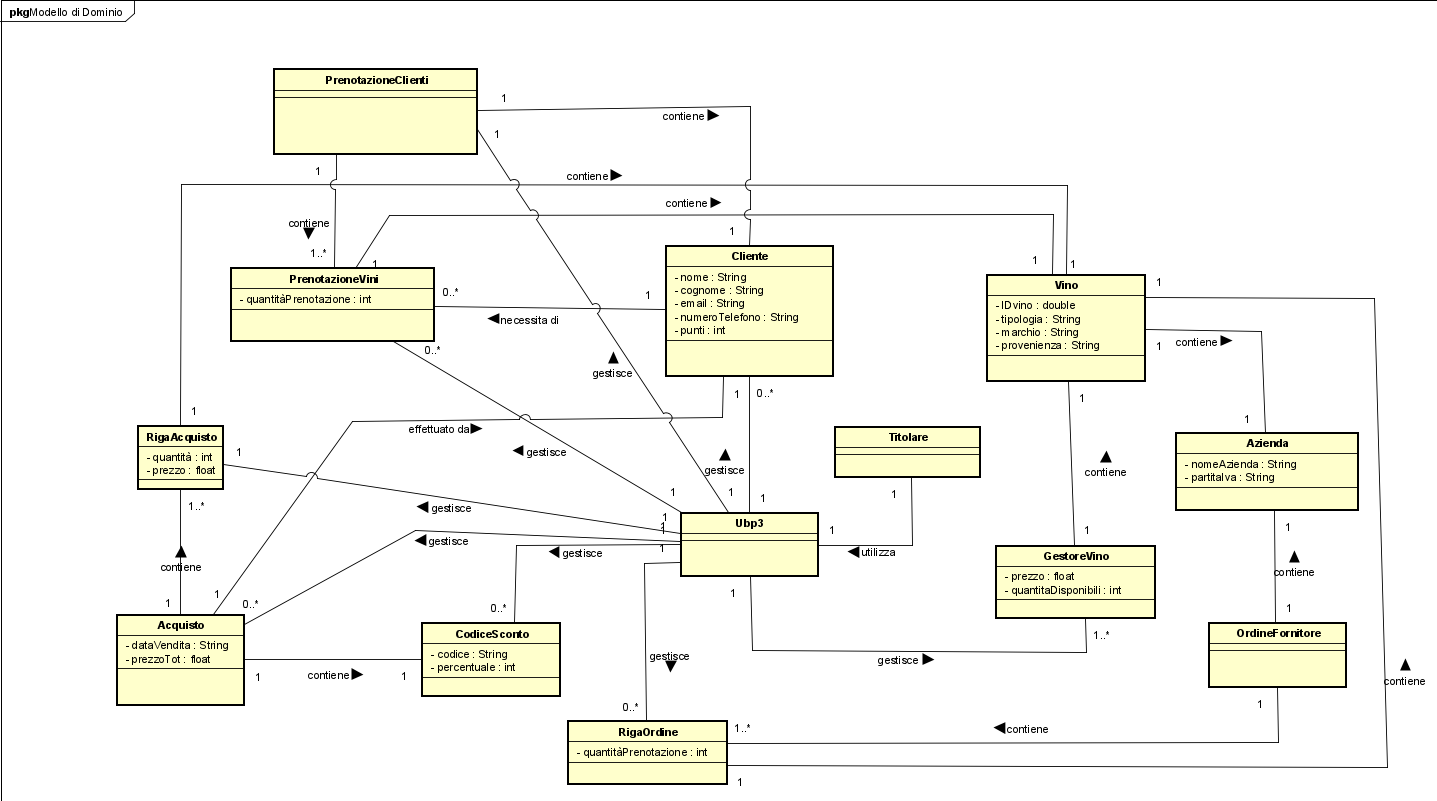 pkgModello di Dominio
PrenotazioneClienti
1
contiene ►
1
1
contiene ►
contiene
▼
contiene ►
1..*
1
1
1
1
PrenotazioneVini
- quantitàPrenotazione : int
0..*
1
◄necessita di
0..*
Cliente
- nome : String
- cognome : String
- email : String
- numeroTelefono : String
- punti : int
Vino
- IDvino : double
- tipologia : String
- marchio : String
- provenienza : String
1
1
contiene ►
▲
gestisce
1
0..*
1
1
1
effettuato da►
◄ gestisce
▲
gestisce
RigaAcquisto
- quantità : int
- prezzo : float
1
Titolare
Azienda
- nomeAzienda : String
- partitaIva : String
▲
contiene
1..*
◄ gestisce
1
1
1
1
1
1
Ubp3
1
1
1
1
◄ gestisce
◄ gestisce
◄utilizza
▲
contiene
GestoreVino
- prezzo : float
- quantitaDisponibili : int
▲
contiene
1
1
0..*
0..*
1
1..*
1
Acquisto
- dataVendita : String
- prezzoTot : float
CodiceSconto
- codice : String
- percentuale : int
OrdineFornitore
1
contiene ►
1
gestisce
▼
gestisce ►
▲
contiene
0..*
1
RigaOrdine
- quantitàPrenotazione : int
1..*
◄contiene
1